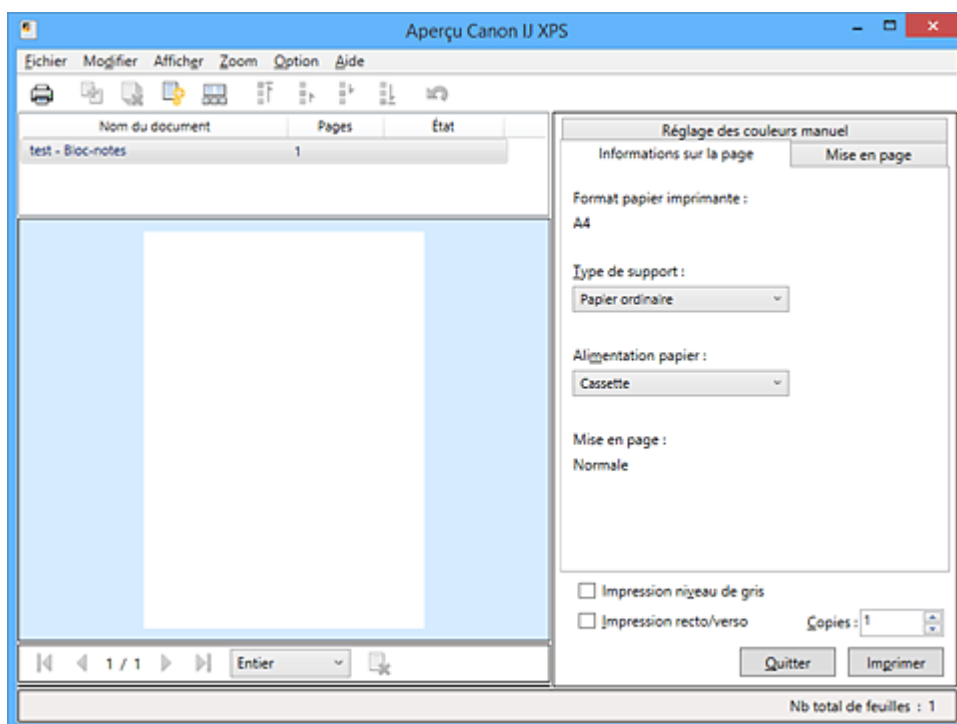 Aperçu Canon IJ XPS
Fichier Modifier Afficher Zoom Option Aide
Nom du document Pages État
test - Bloc-notes 1
Réglage des couleurs manuel
Informations sur la page Mise en page
Format papier imprimante :
A4
Type de support :
Papier ordinaire
Alimentation papier :
Cassette
Mise en page :
Normale
Impression niveau de gris
Impression recto/verso Copies : 1
1 / 1 Entier
Quitter Imprimer
Nb total de feuilles : 1